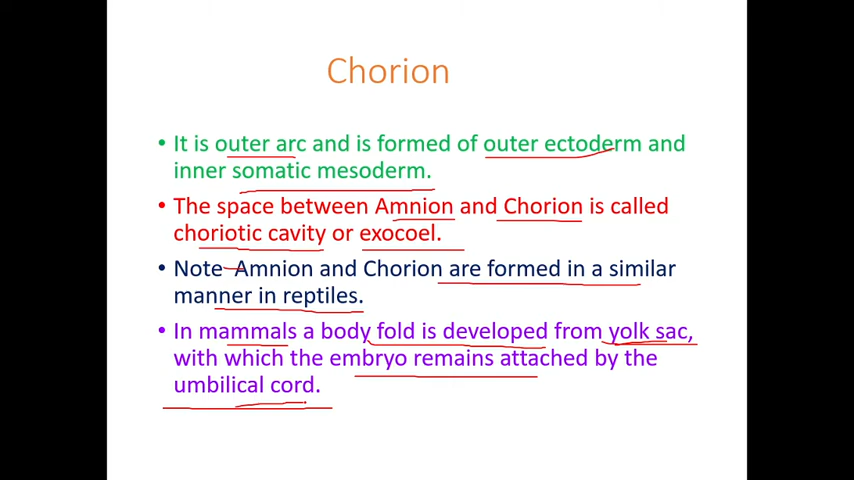 Chorion
• It is outer arc and is formed of outer ectoderm and
inner somatic mesoderm.
• The space between Amnion and Chorion is called
choriotic cavity or exocoel.
• Note Amnion and Chorion are formed in a similar
manner in reptiles.
• In mammals a body fold is developed from yolk sac,
with which the embryo remains attached by the
umbilical cord.